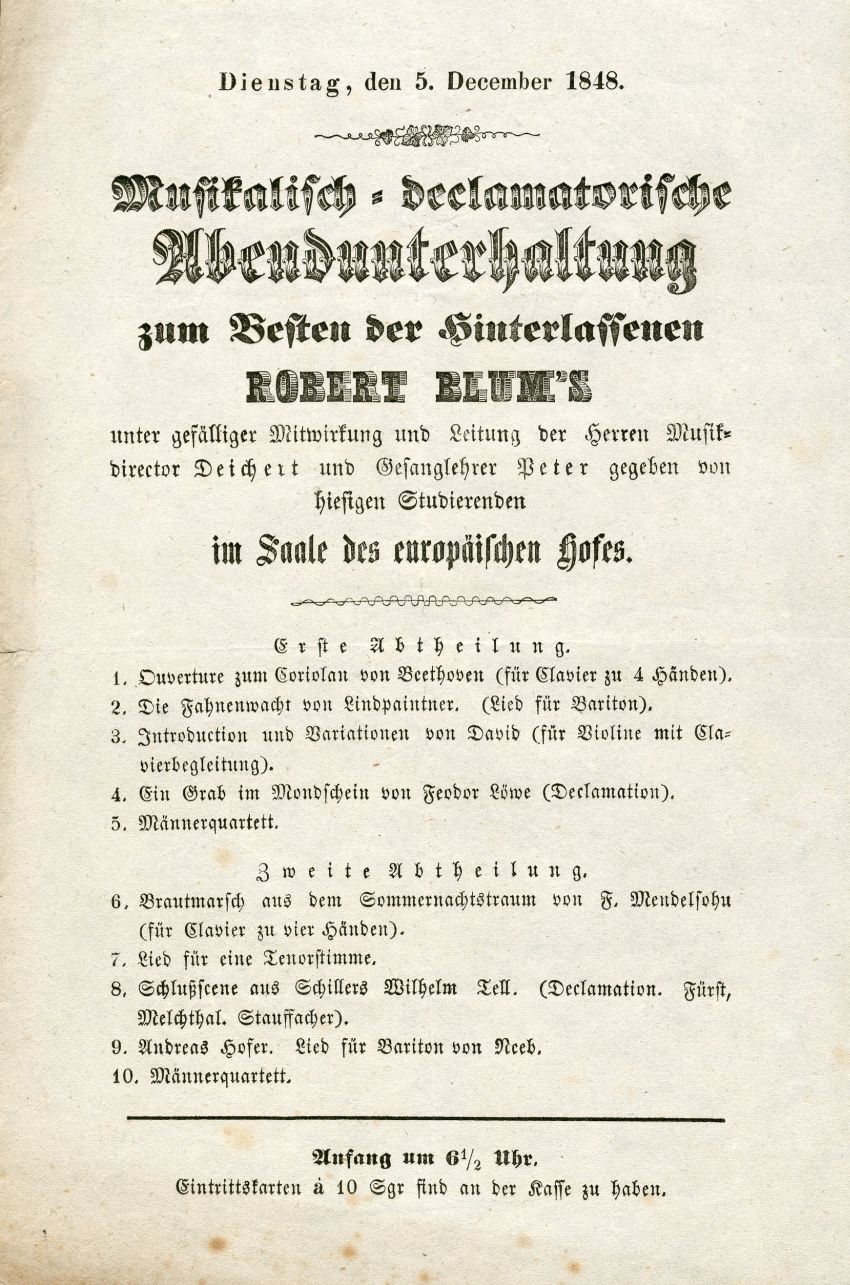 Dienstag, den 5. December 1848.
Musikalisch - declamatorische
Abendunterhaltung
zum Besten der Hinterlassenen
ROBERT BLUM'S
unter gefälliger Mitwirkung und Leitung der Herren Musik-
director Deichert und Gesanglehrer Peter gegeben von
hiesigen Studierenden
im Saale des europäischen Hofes.
Erste Abtheilung.
1. Ouverture zum Coriolan von Beethoven (für Clavier zu 4 Händen).
2. Die Fahnenwacht von Lindpaintner. (Lied für Bariton).
3. Introduction und Variationen von David (für Violine mit Cla-
vierbegleitung).
4. Ein Grab im Mondschein von Feodor Löwe (Declamation).
5. Männerquartett.
Zweite Abtheilung.
6. Brautmarsch aus dem Sommernachtstraum von F. Mendelsohn
(für Clavier zu vier Händen).
7. Lied für eine Tenorstimme.
8. Schlußscene aus Schillers Wilhelm Tell. (Declamation. Fürst,
Melchthal. Stauffacher).
9. Andreas Hofer. Lied für Bariton von Neeb.
10. Männerquartett.
Anfang um 6 1/2 Uhr.
Eintrittskarten à 10 Sgr sind an der Kasse zu haben.